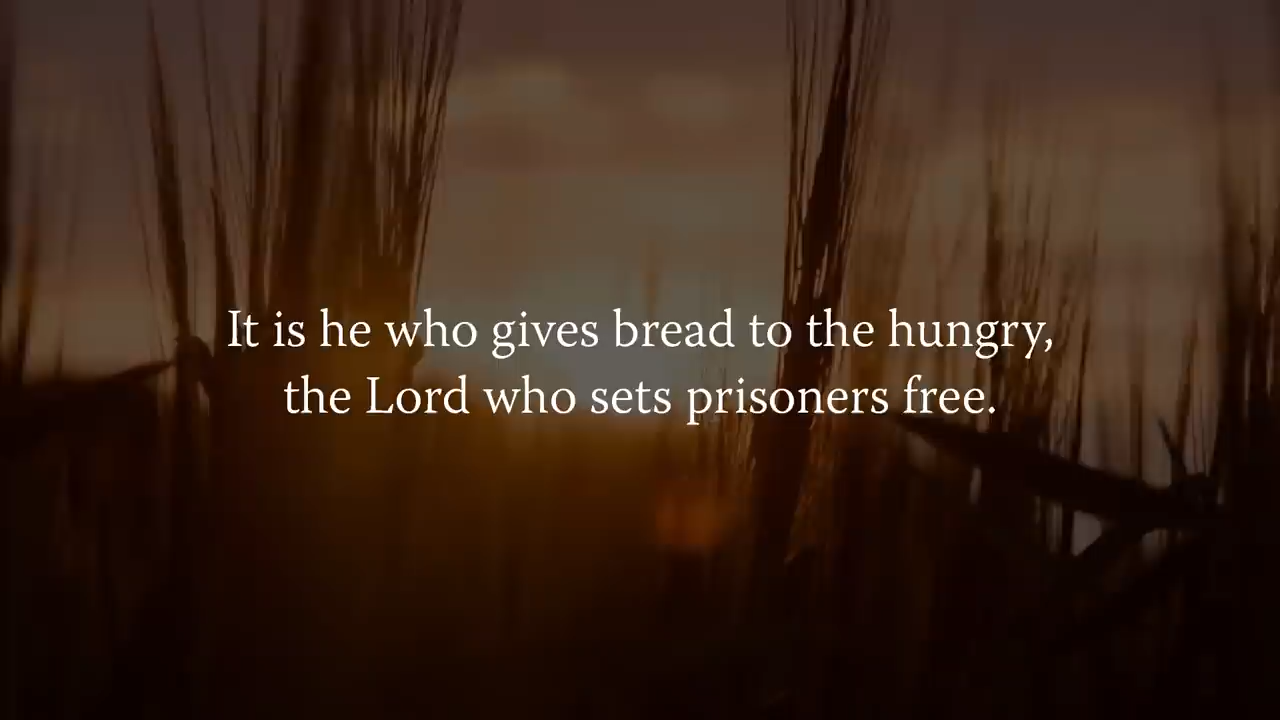 It is he who gives bread to the hungry,
the Lord who sets prisoners free.